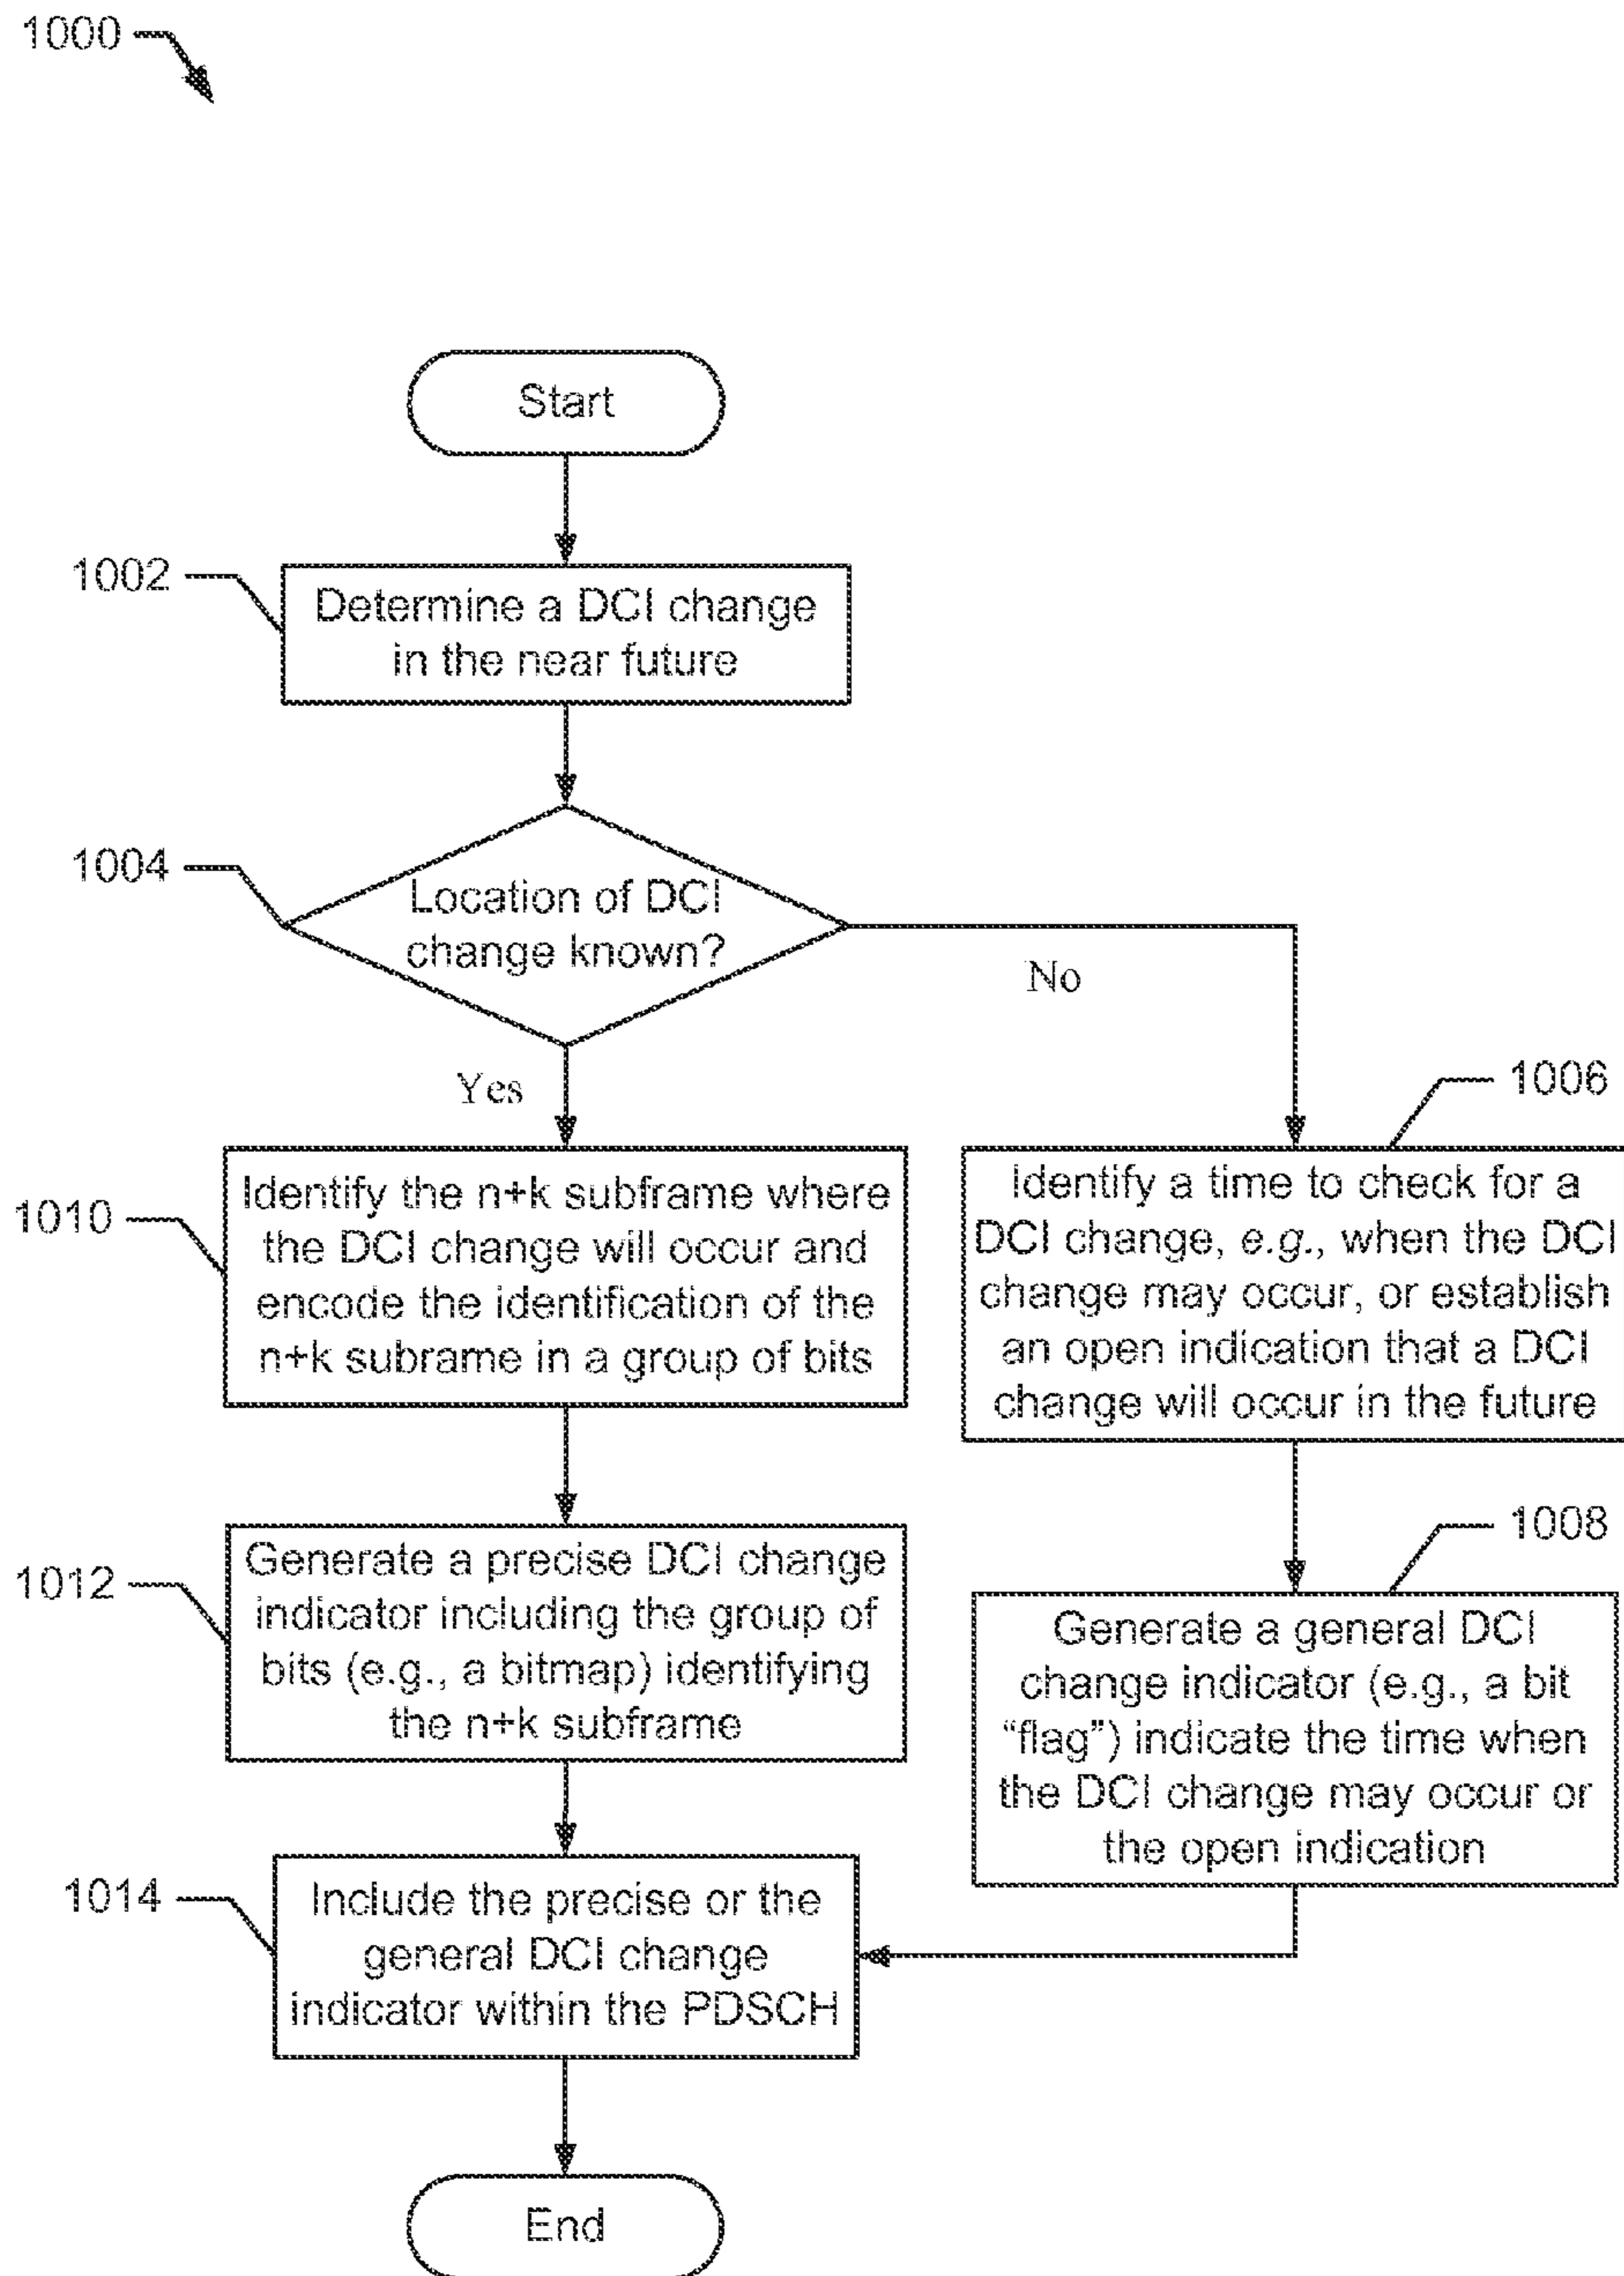 1000
Start
1002
Determine a DCI change
in the near future
1004
Location of DCI
change known?
No
Yes
1006
Identify a time to check for a
DCI change, e.g., when the DCI
change may occur, or establish
an open indication that a DCI
change will occur in the future
1010
Identify the n+k subframe where
the DCI change will occur and
encode the identification of the
n+k subrame in a group of bits
1008
Generate a general DCI
change indicator (e.g., a bit
“flag”) indicate the time when
the DCI change may occur or
the open indication
1012
Generate a precise DCI change
indicator including the group of
bits (e.g., a bitmap) identifying
the n+k subframe
1014
Include the precise or the
general DCI change
indicator within the PDSCH
End